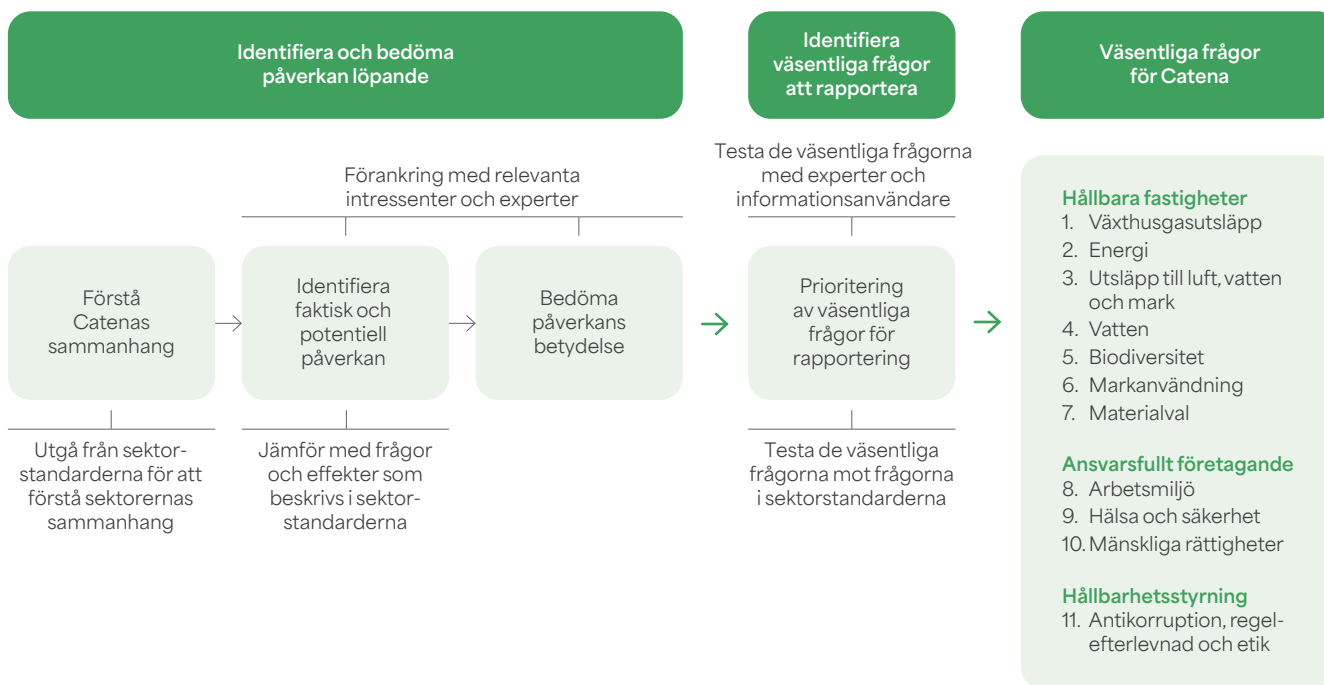 Identifiera och bedöma
påverkan löpande
Identifiera
väsentliga frågor
att rapportera
Väsentliga frågor
för Catena
Förankring med relevanta
intressenter och experter
Testa de väsentliga frågorna
med experter och
informationsanvändare
Förstå
Catenas
sammanhang
Identifiera
faktisk och
potentiell
påverkan
Bedöma
påverkans
betydelse
Prioritering
av väsentliga
frågor för
rapportering
Utgå från sektor-
standarderna för att
förstå sektorernas
sammanhang
Jämför med frågor
och effekter som
beskrivs i sektor-
standarderna
Testa de väsentliga
frågorna mot frågorna
i sektorstandarderna
Hållbara fastigheter
1. Växthusgasutsläpp
2. Energi
3. Utsläpp till luft, vatten
och mark
4. Vatten
5. Biodiversitet
6. Markanvändning
7. Materialval
Ansvarsfullt företagande
8. Arbetsmiljö
9. Hälsa och säkerhet
10. Mänskliga rättigheter
Hållbarhetsstyrning
11. Antikorruption, regel-
efterlevnad och etik